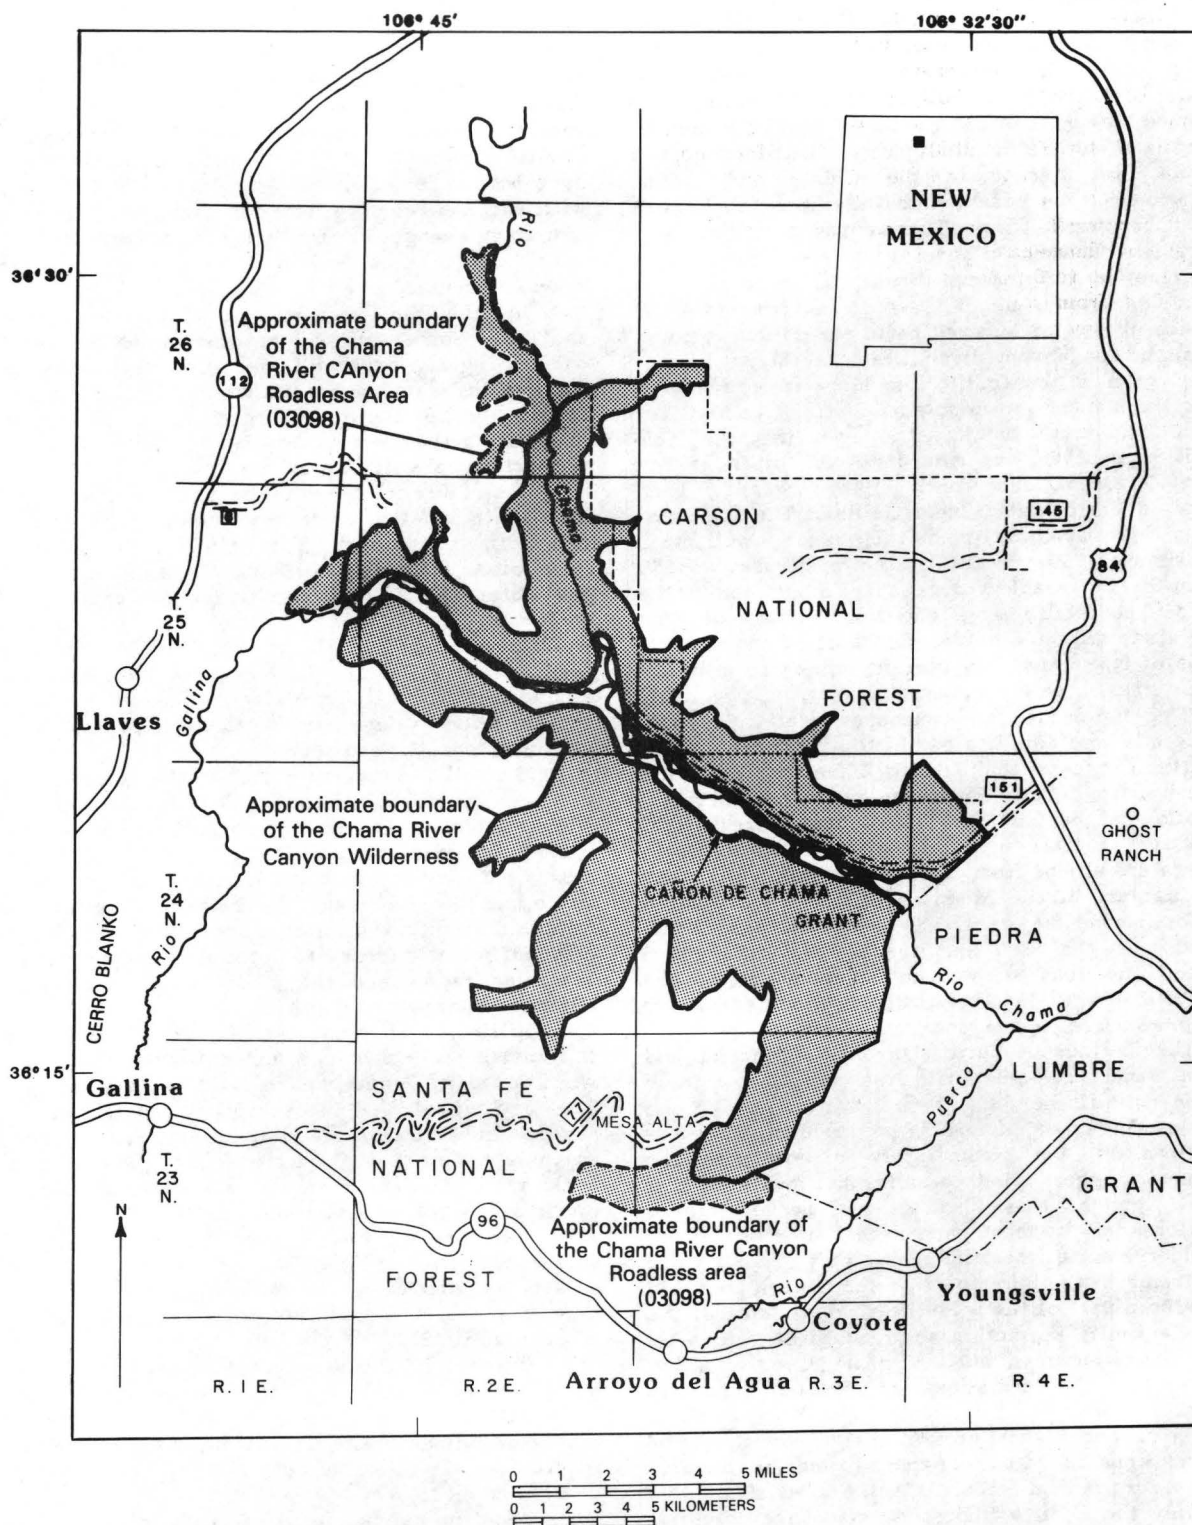 106° 45'
106° 32'30"
NEW
MEXICO
Rio
36° 30'
T.
26
N.
112
Approximate boundary
of the Chama
River CAnyon
Roadless Area
(03098)
Chama
CARSON
145
84
NATIONAL
T.
25
N.
Gallina
Llaves
FOREST
151
GHOST
RANCH
Approximate boundary
of the Chama River
Canyon Wilderness
CAÑON DE CHAMA
GRANT
T.
24
N.
CERRO BLANKO
Rio
PIEDRA
Rio Chama
36° 15'
Gallina
SANTA FE
77
MESA ALTA
LUMBRE
Puerco
NATIONAL
T.
23
N.
GRANT
N
96
Approximate boundary of
the Chama River Canyon
Roadless area
(03098)
FOREST
Rio
Youngsville
Coyote
R. 1 E.
R. 2 E.
Arroyo del Agua
R. 3 E.
R. 4 E.
0 1 2 3 4 5 MILES
0 1 2 3 4 5 KILOMETERS